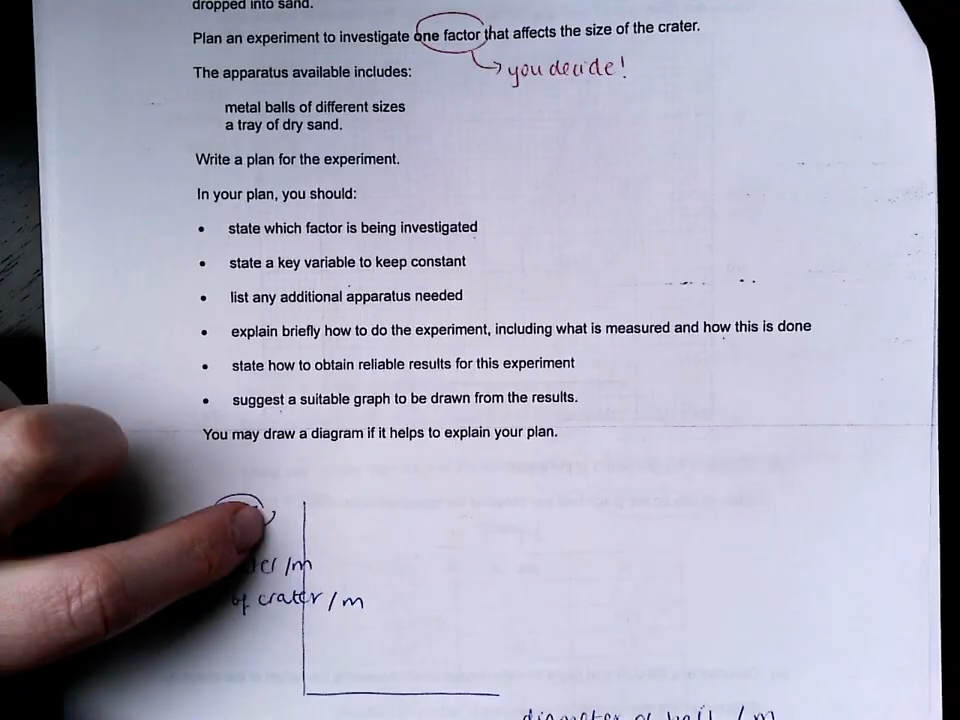 dropped into sand.
Plan an experiment to investigate one factor that affects the size of the crater.
↳ you decide!
The apparatus available includes:
metal balls of different sizes
a tray of dry sand.
Write a plan for the experiment.
In your plan, you should:
• state which factor is being investigated
• state a key variable to keep constant
• list any additional apparatus needed
• explain briefly how to do the experiment, including what is measured and how this is done
• state how to obtain reliable results for this experiment
• suggest a suitable graph to be drawn from the results.
You may draw a diagram if it helps to explain your plan.
/m
of crater / m
diameter of ball / m